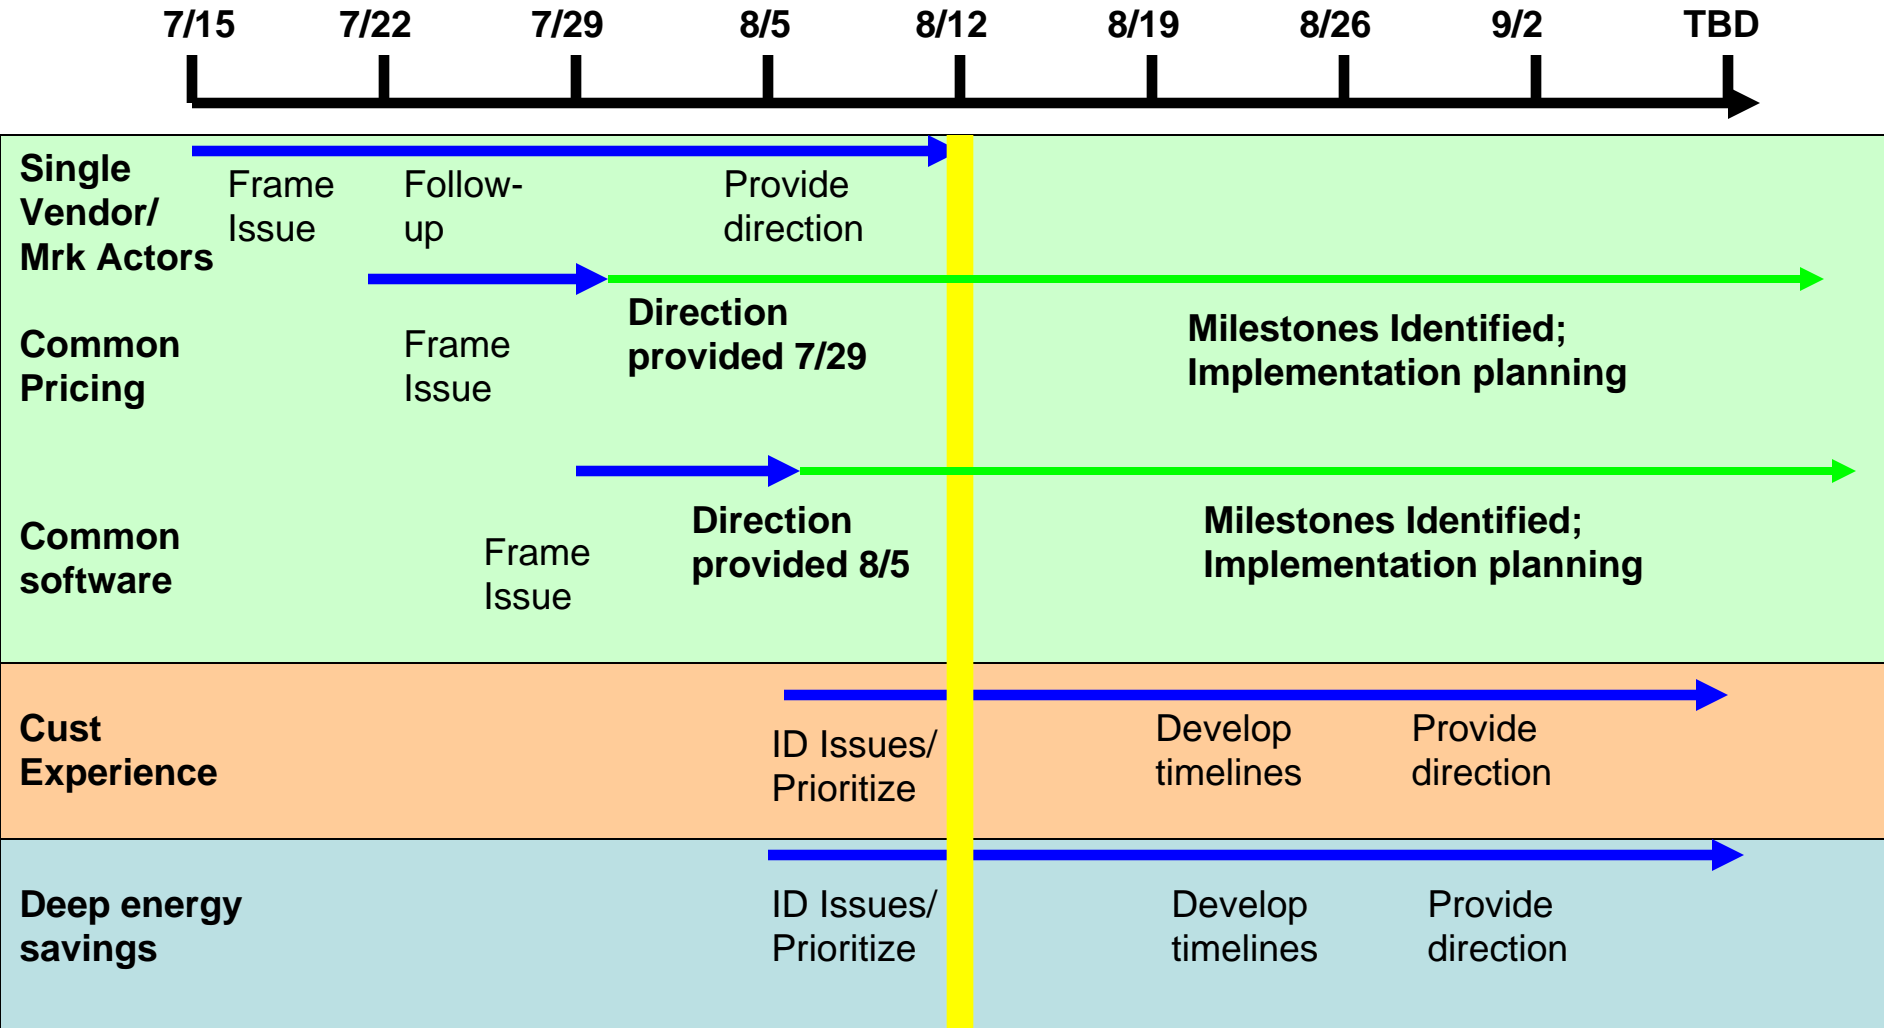 7/15 7/22 7/29 8/5 8/12 8/19 8/26 9/2 TBD
Single
Vendor/
Mrk Actors
Frame
Issue
Follow-
up
Provide
direction
Common
Pricing
Frame
Issue
Direction
provided 7/29
Milestones Identified;
Implementation planning
Common
software
Frame
Issue
Direction
provided 8/5
Milestones Identified;
Implementation planning
Cust
Experience
ID Issues/
Prioritize
Develop
timelines
Provide
direction
Deep energy
savings
ID Issues/
Prioritize
Develop
timelines
Provide
direction